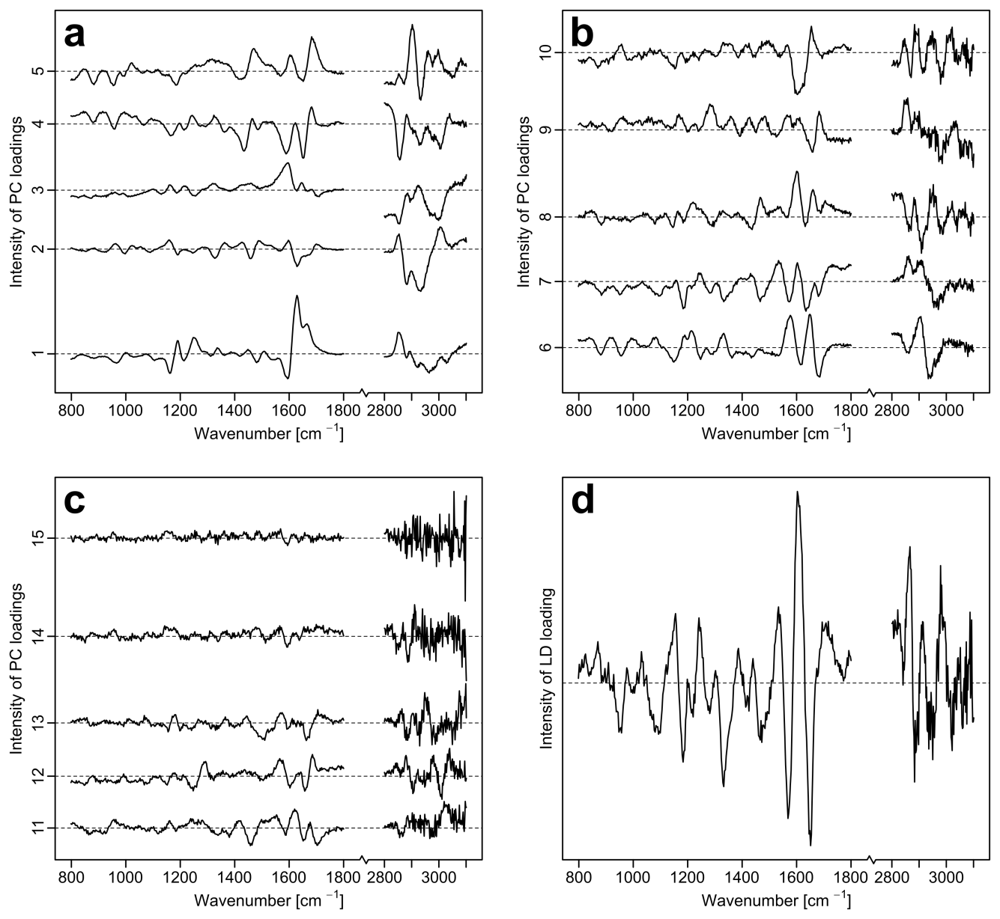 a
5
4
3
2
1
Intensity of PC loadings
800 1000 1200 1400 1600 1800 2800 3000
Wavenumber [cm ⁻¹]
b
10
9
8
7
6
Intensity of PC loadings
800 1000 1200 1400 1600 1800 2800 3000
Wavenumber [cm ⁻¹]
c
15
14
13
12
11
Intensity of PC loadings
800 1000 1200 1400 1600 1800 2800 3000
Wavenumber [cm ⁻¹]
d
Intensity of LD loading
800 1000 1200 1400 1600 1800 2800 3000
Wavenumber [cm ⁻¹]